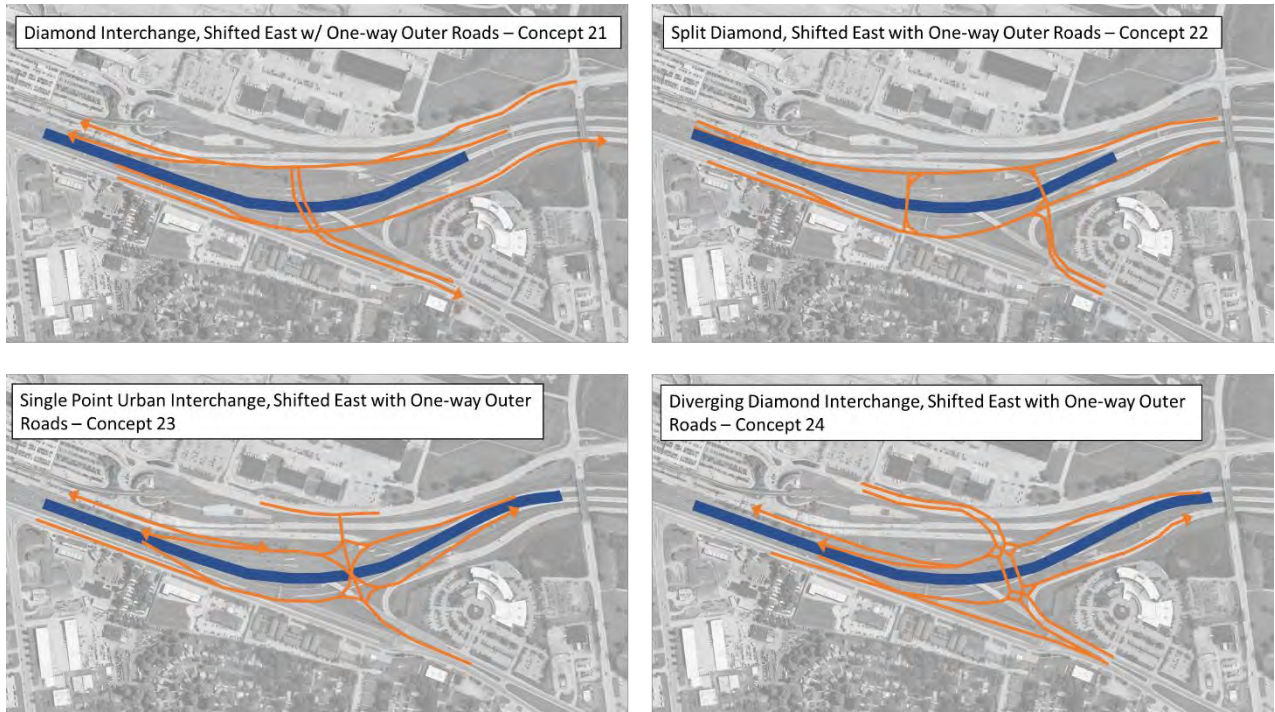 Diamond Interchange, Shifted East w/ One-way Outer Roads – Concept 21
Split Diamond, Shifted East with One-way Outer Roads – Concept 22
Single Point Urban Interchange, Shifted East with One-way Outer
Roads – Concept 23
Diverging Diamond Interchange, Shifted East with One-way Outer
Roads – Concept 24